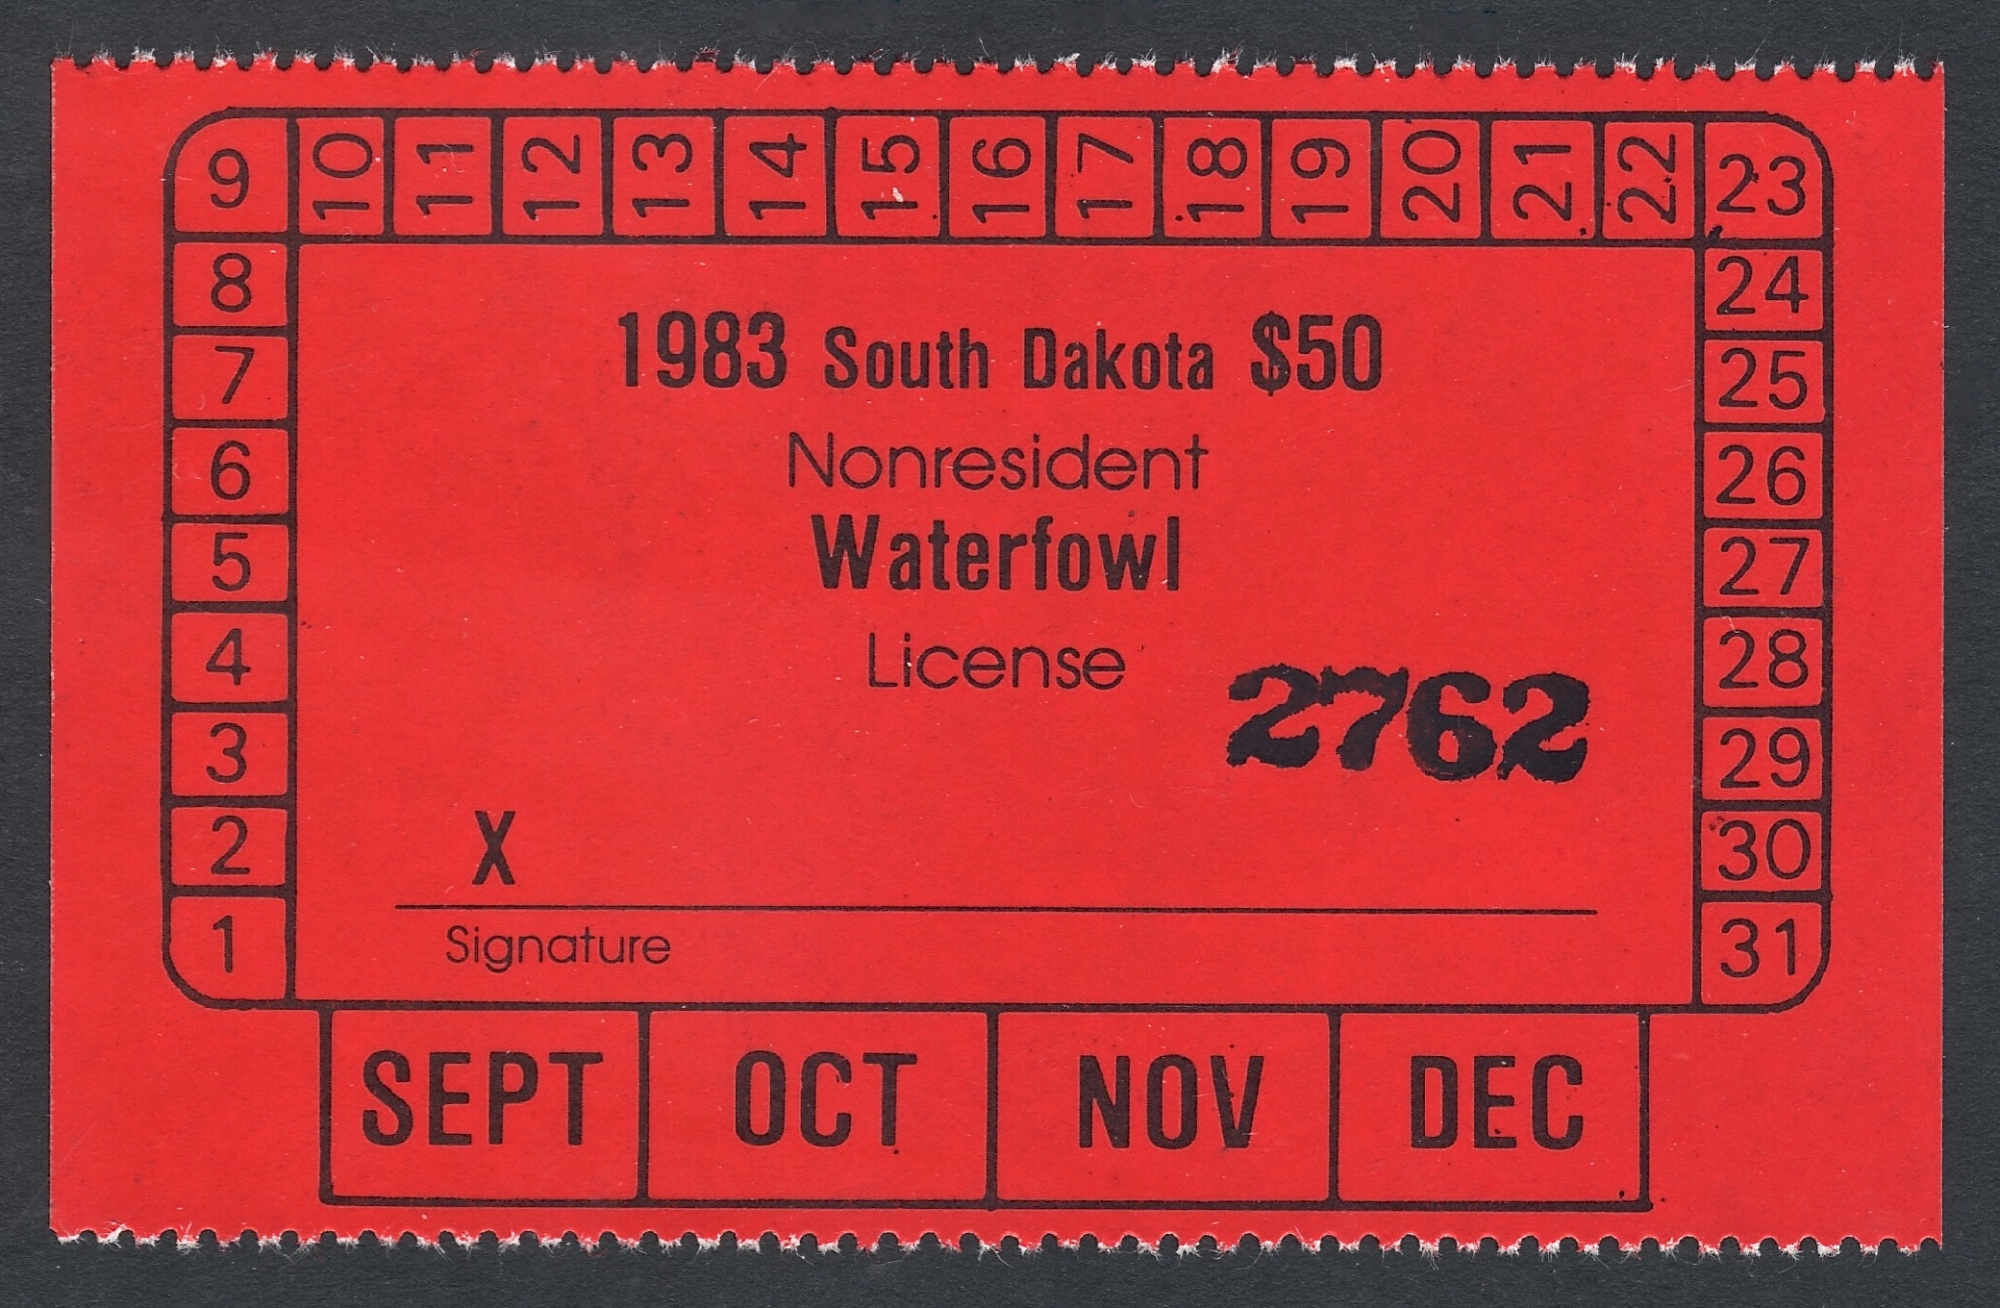 9 10 11 12 13 14 15 16 17 18 19 20 21 22 23
8 24
7 25
6 26
5 27
4 28
3 29
2 30
1 31
1983 South Dakota $50
Nonresident
Waterfowl
License
2762
X
Signature
SEPT OCT NOV DEC